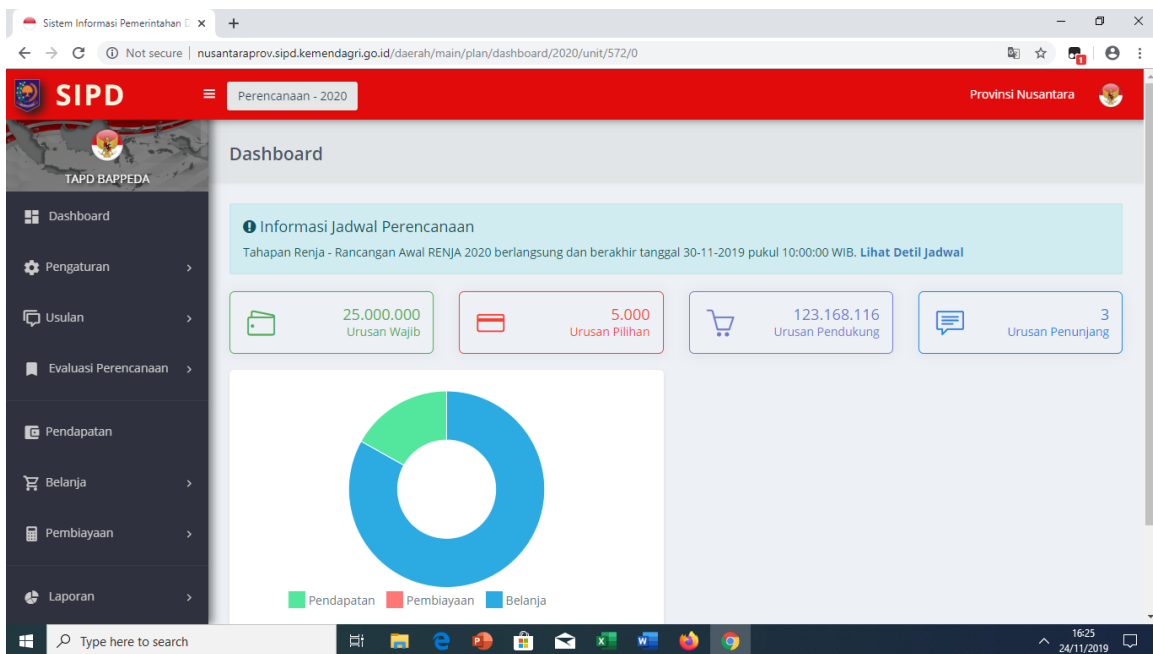 Sistem Informasi Pemerintahan D
Not secure | nusantaraprov.sipd.kemendagri.go.id/daerah/main/plan/dashboard/2020/unit/572/0
1
SIPD
Perencanaan - 2020
Provinsi Nusantara
TAPD BAPPEDA
Dashboard
Dashboard
Pengaturan
Usulan
Evaluasi Perencanaan
Pendapatan
Belanja
Pembiayaan
Laporan
Informasi Jadwal Perencanaan
Tahapan Renja - Rancangan Awal RENJA 2020 berlangsung dan berakhir tanggal 30-11-2019 pukul 10:00:00 WIB. Lihat Detil Jadwal
25.000.000
Urusan Wajib
5.000
Urusan Pilihan
123.168.116
Urusan Pendukung
3
Urusan Penunjang
Pendapatan Pembiayaan Belanja
Type here to search
16:25
24/11/2019